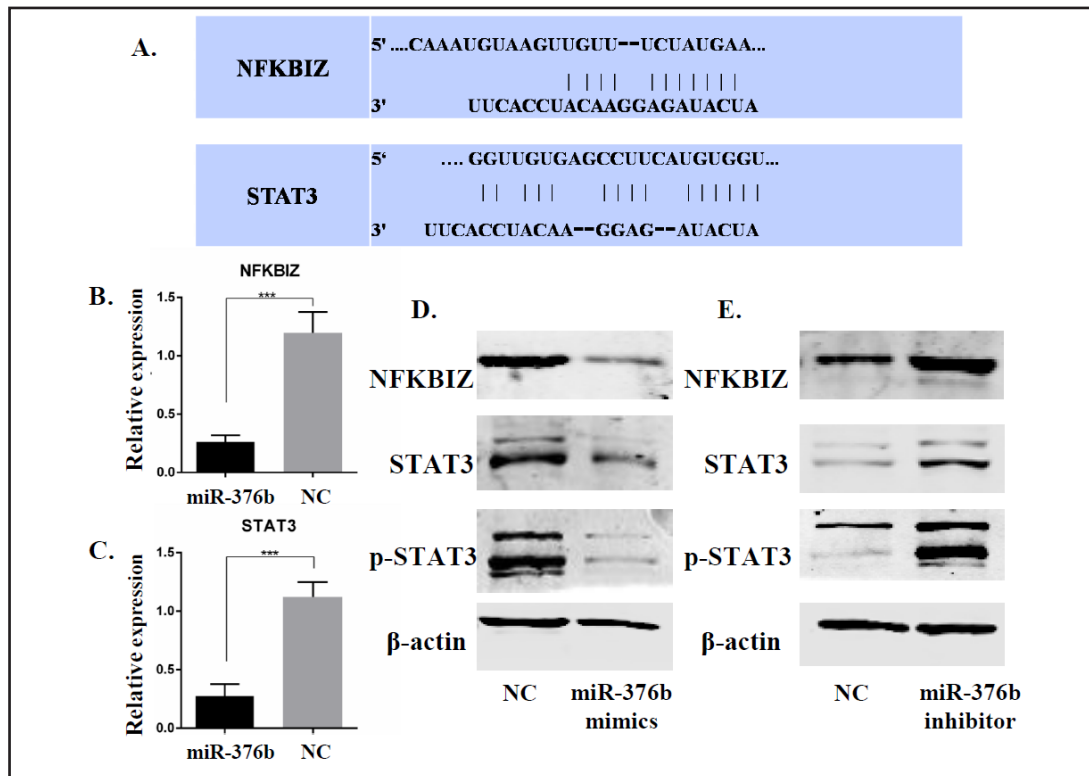 A.
NFKBIZ
5' ....CAAAUGUAAGUUGUU--UCUAUGAA...
3' UUCACCUACAAGGAGAUACUA
STAT3
5‘ ....GGUUGUGAGCCUUCAUGUGGU...
3' UUCACCUACAA--GGAG--AUACUA
B.
NFKBIZ
***
Relative expression
1.5
1.0
0.5
0.0
miR-376b NC
C.
STAT3
***
Relative expression
1.5
1.0
0.5
0.0
miR-376b NC
D.
NFKBIZ
STAT3
p-STAT3
β-actin
NC miR-376b
mimics
E.
NFKBIZ
STAT3
p-STAT3
β-actin
NC miR-376b
inhibitor